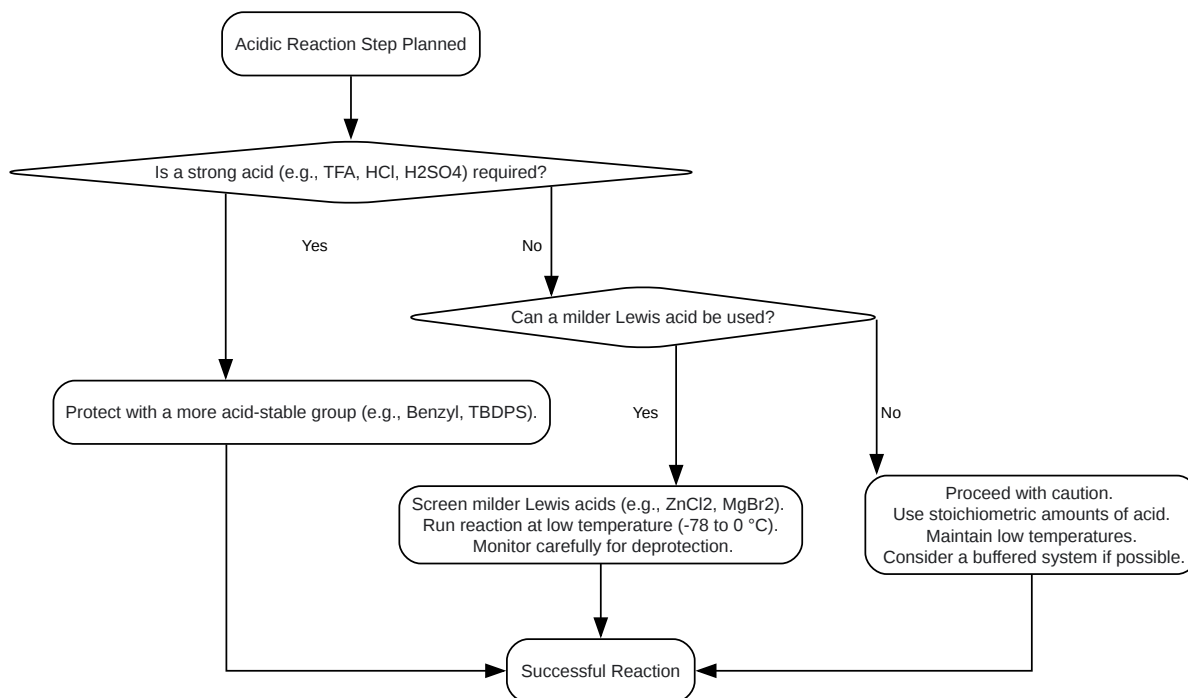 Acidic Reaction Step Planned
Is a strong acid (e.g., TFA, HCl, H2SO4) required?
Yes
No
Can a milder Lewis acid be used?
Protect with a more acid-stable group (e.g., Benzyl, TBDPS).
Yes
No
Screen milder Lewis acids (e.g., ZnCl2, MgBr2).
Run reaction at low temperature (-78 to 0 °C).
Monitor carefully for deprotection.
Proceed with caution.
Use stoichiometric amounts of acid.
Maintain low temperatures.
Consider a buffered system if possible.
Successful Reaction